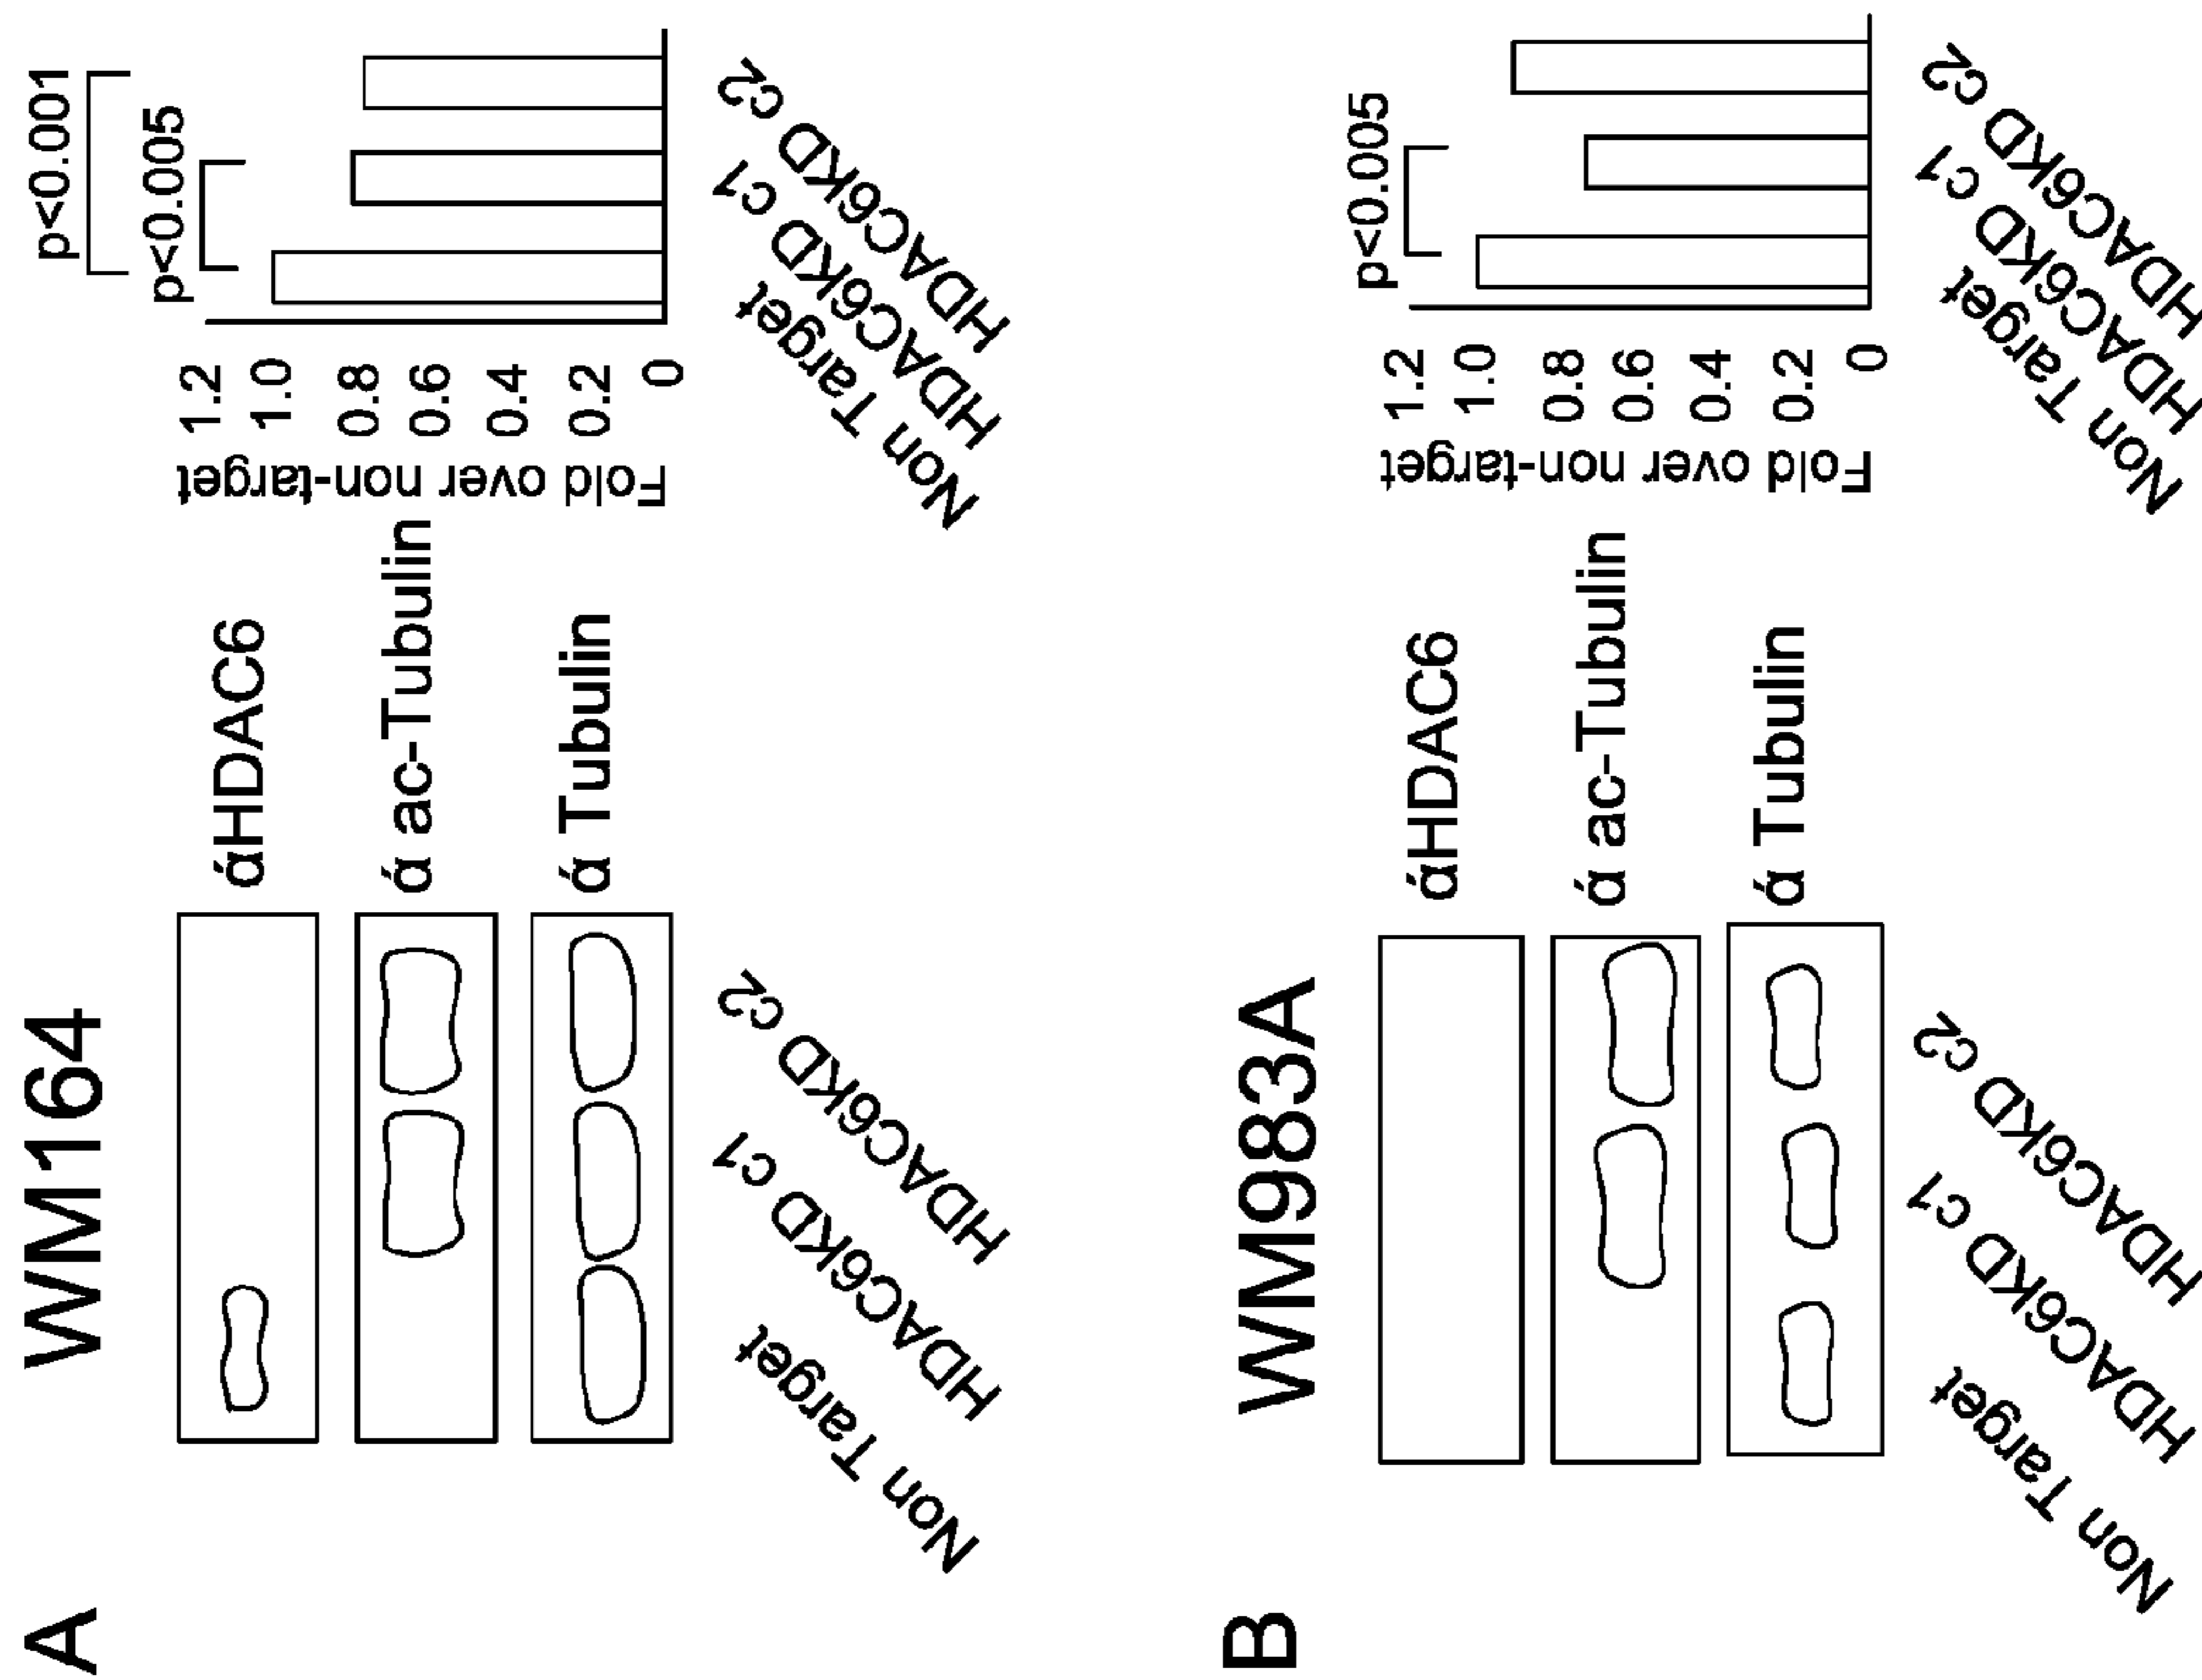 A
WM164
áHDAC6
á ac-Tubulin
á Tubulin
Non Target
HDAC6KD c1
HDAC6KD c2
Fold over non-target
1.2
1.0
0.8
0.6
0.4
0.2
0
p<0.001
p<0.005
Non Target
HDAC6KD c1
HDAC6KD c2
B
WM983A
áHDAC6
á ac-Tubulin
á Tubulin
Non Target
HDAC6KD c1
HDAC6KD c2
Fold over non-target
1.2
1.0
0.8
0.6
0.4
0.2
0
p<0.005
Non Target
HDAC6KD c1
HDAC6KD c2